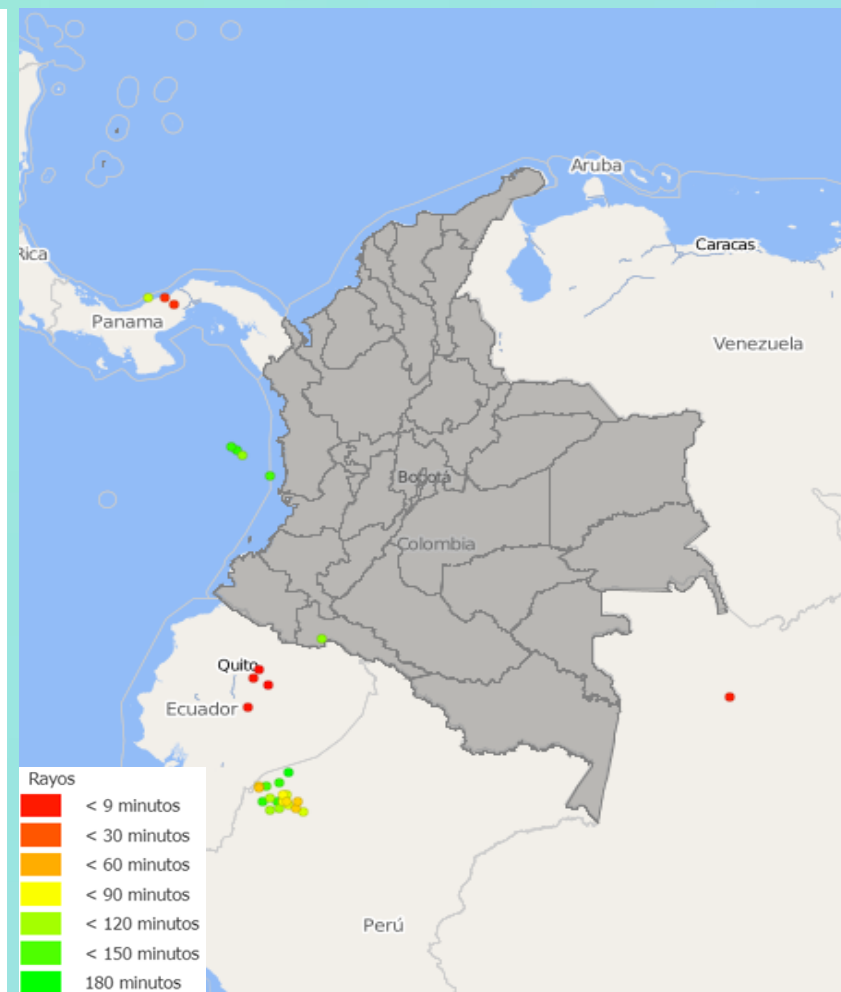 Aruba
Caracas
Rica
Panama
Venezuela
Bogotá
Colombia
Quito
Ecuador
Perú
Rayos
< 9 minutos
< 30 minutos
< 60 minutos
< 90 minutos
< 120 minutos
< 150 minutos
180 minutos